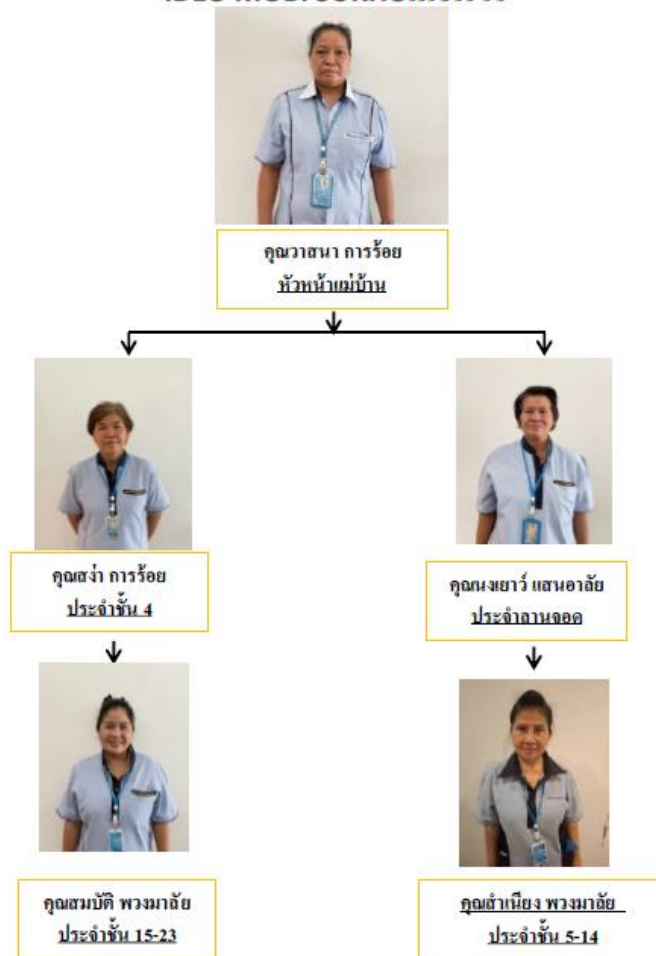 คุณวาสนา การร้อย
หัวหน้าแม่บ้าน
คุณสง่า การร้อย
ประจำชั้น 4
คุณนงเยาว์ แสนอาลัย
ประจำลานจอด
คุณสมบัติ พวงมาลัย
ประจำชั้น 15-23
คุณสำเนียง พวงมาลัย
ประจำชั้น 5-14